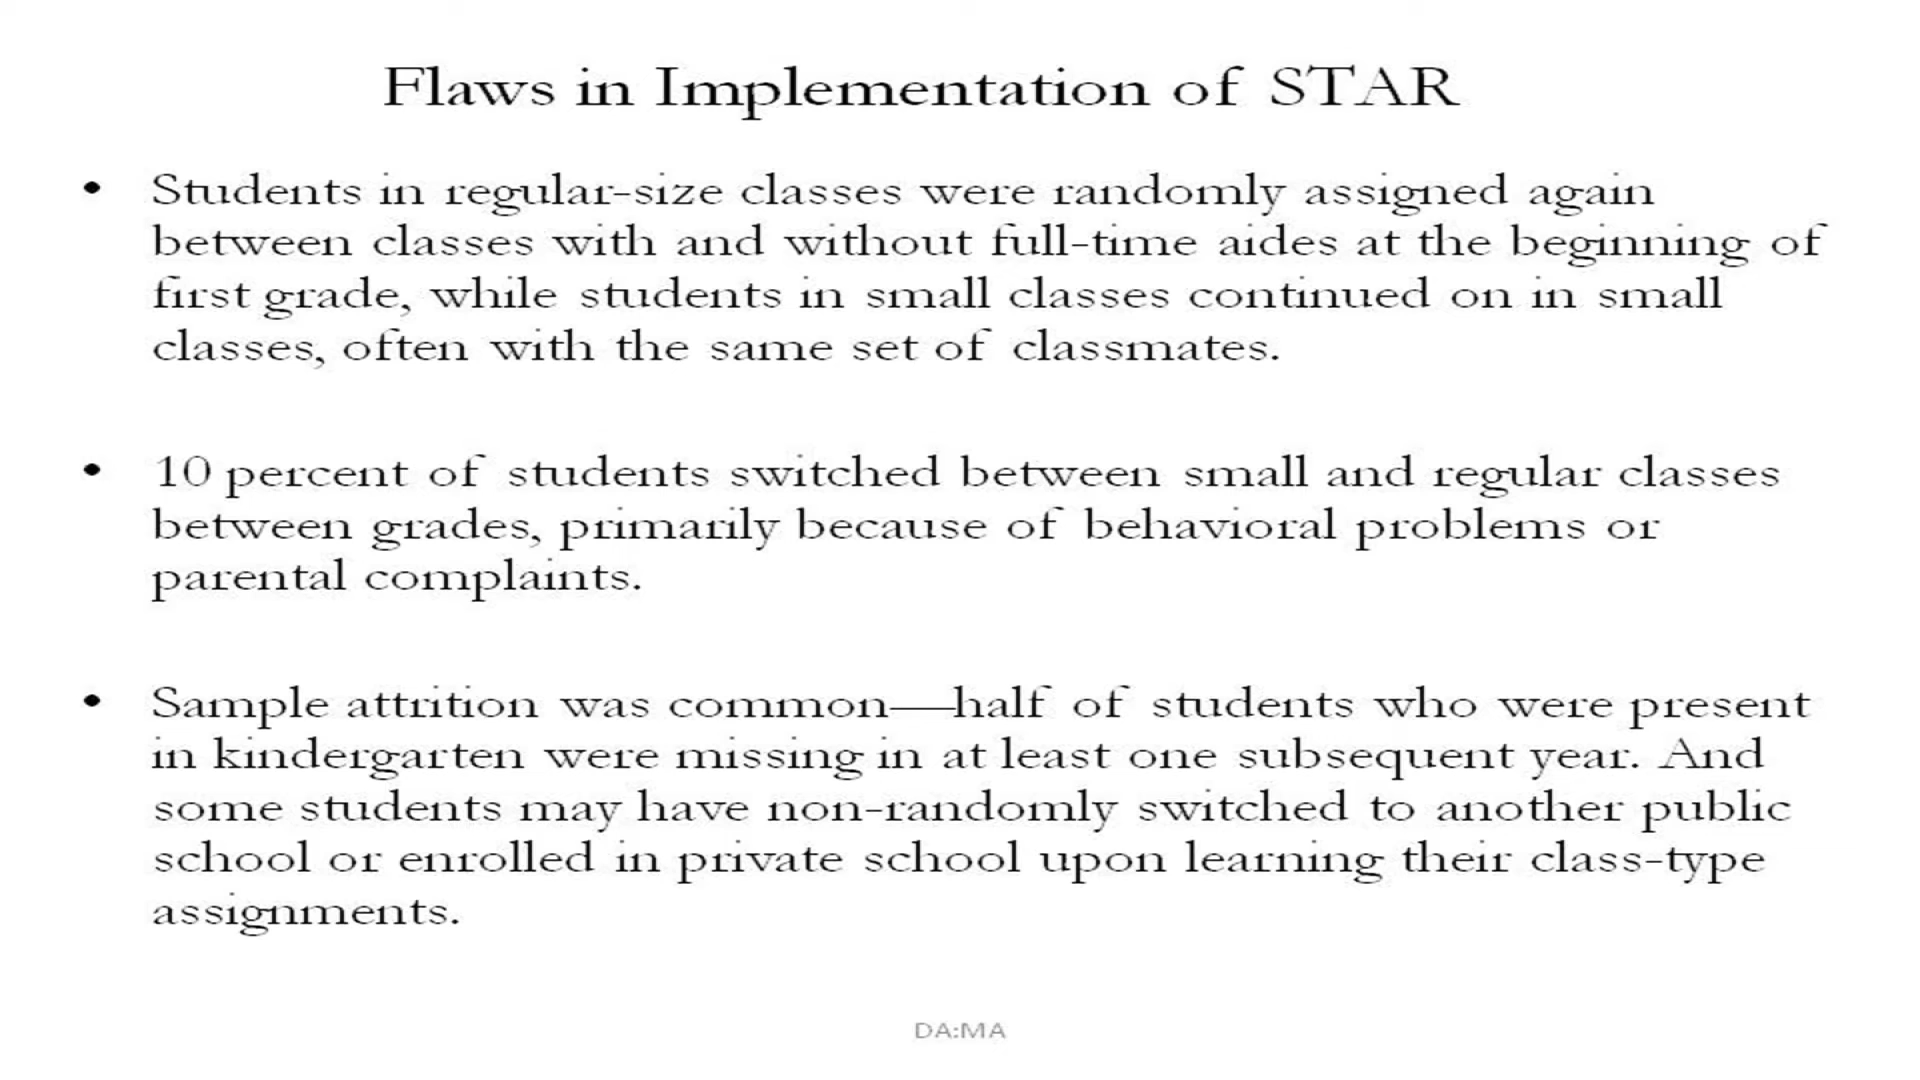 Flaws in Implementation of STAR
• Students in regular-size classes were randomly assigned again
between classes with and without full-time aides at the beginning of
first grade, while students in small classes continued on in small
classes, often with the same set of classmates.
• 10 percent of students switched between small and regular classes
between grades, primarily because of behavioral problems or
parental complaints.
• Sample attrition was common—half of students who were present
in kindergarten were missing in at least one subsequent year. And
some students may have non-randomly switched to another public
school or enrolled in private school upon learning their class-type
assignments.
DA:MA